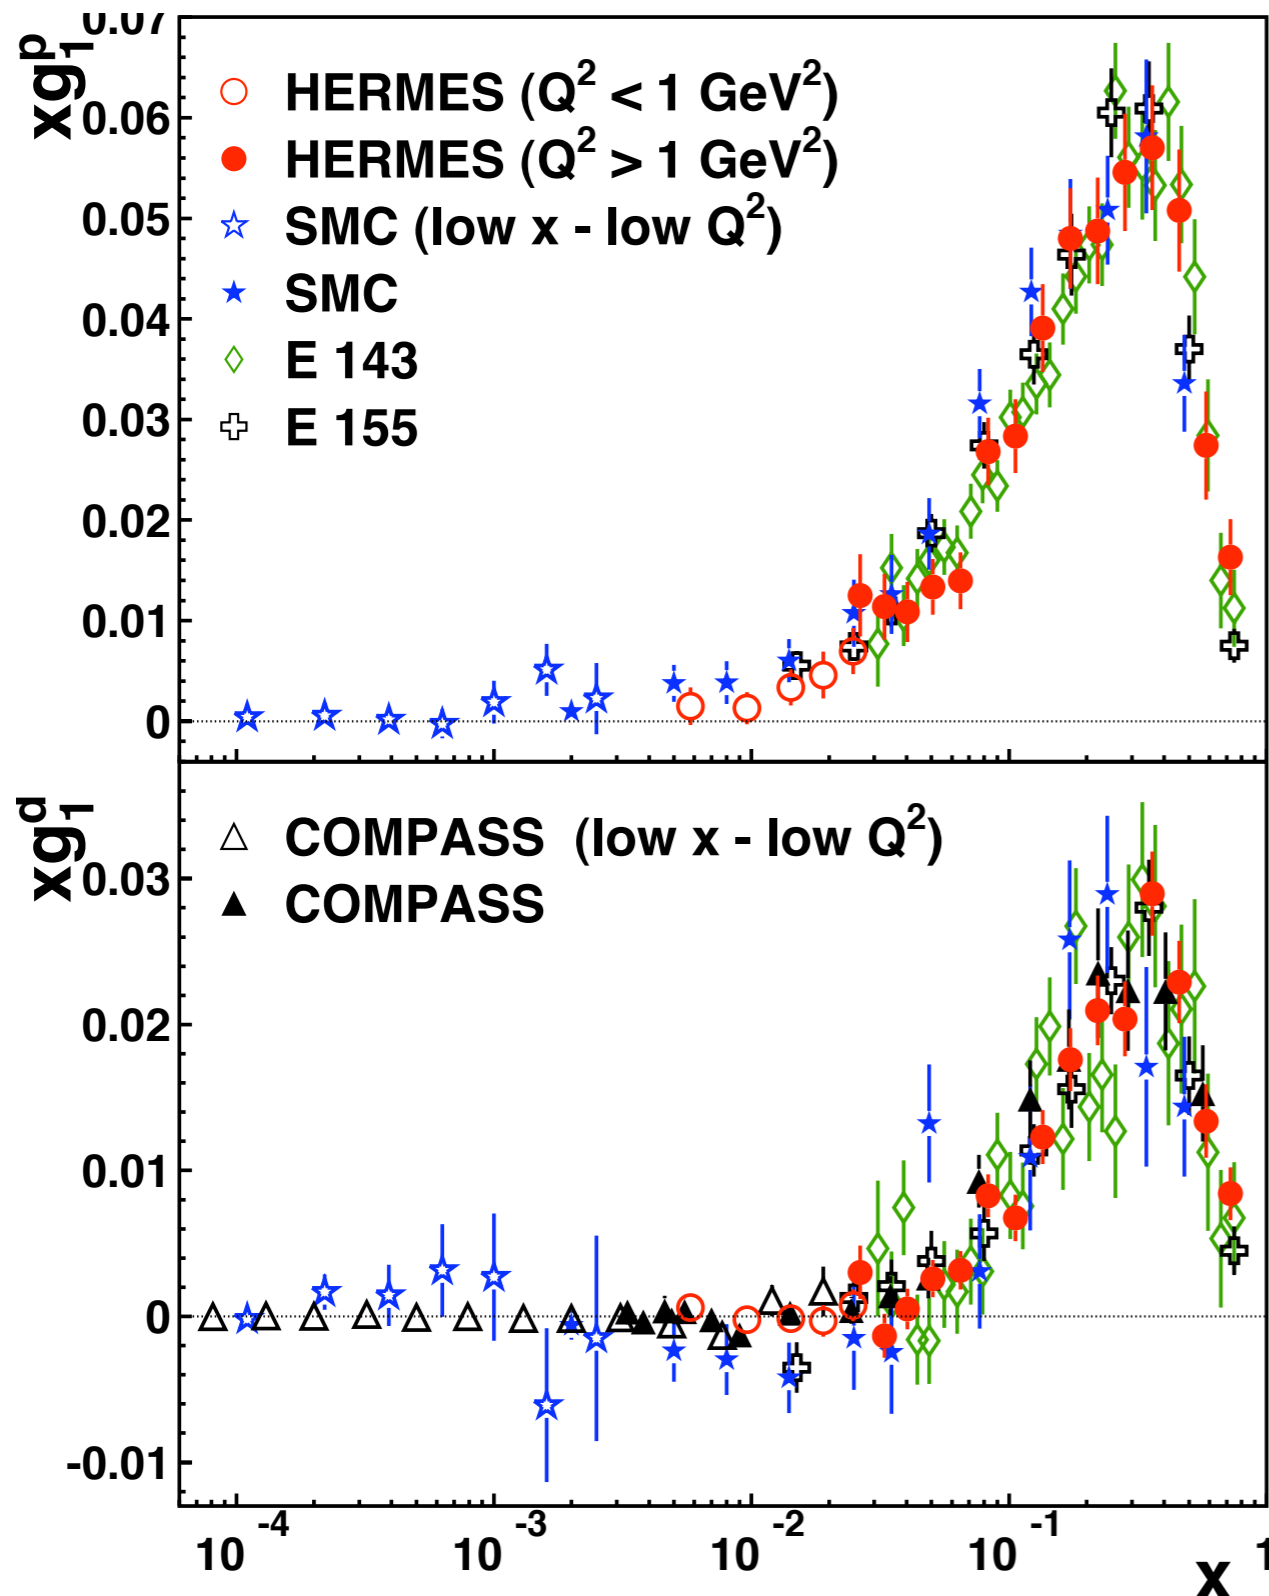 0.07
xg₁ᵖ
0.06
0.05
0.04
0.03
0.02
0.01
0
HERMES (Q² < 1 GeV²)
HERMES (Q² > 1 GeV²)
SMC (low x - low Q²)
SMC
E 143
E 155
xg₁ᵈ
0.03
0.02
0.01
0
-0.01
COMPASS (low x - low Q²)
COMPASS
10⁻⁴ 10⁻³ 10⁻² 10⁻¹ 1
x